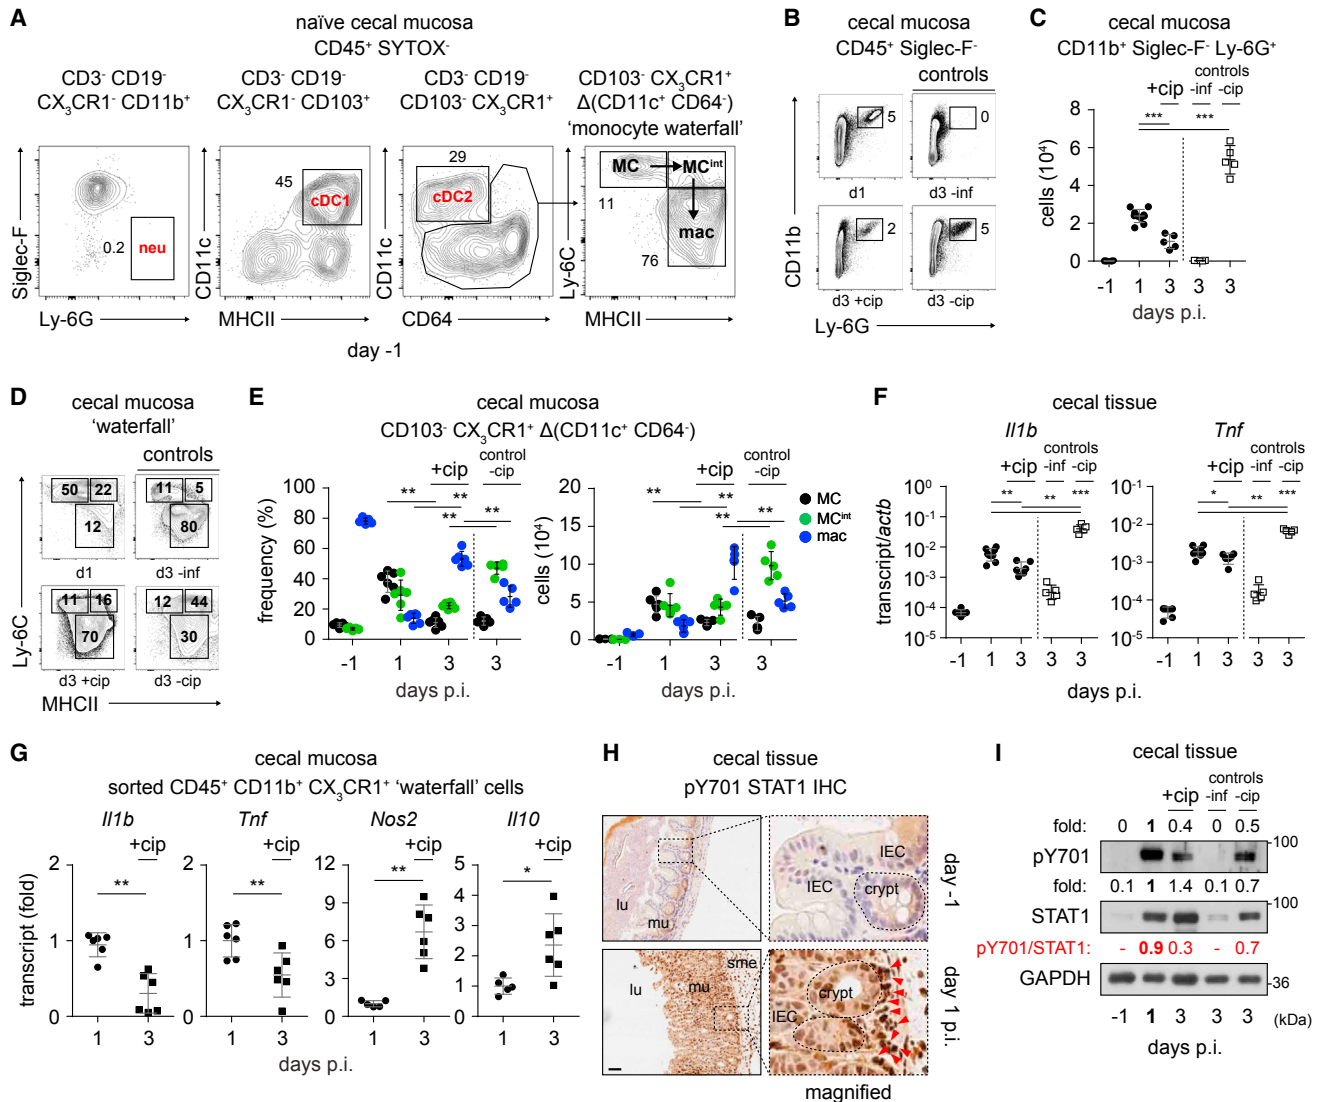 A
naïve cecal mucosa
CD45⁺ SYTOX⁻
CD3⁻ CD19⁻
CX₃CR1⁻ CD11b⁺
CD3⁻ CD19⁻
CX₃CR1⁻ CD103⁺
CD3⁻ CD19⁻
CD103⁻ CX₃CR1⁺
CD103⁻ CX₃CR1⁺
Δ(CD11c⁺ CD64⁻)
'monocyte waterfall'
Siglec-F
0.2
neu
Ly-6G
CD11c
45
cDC1
MHCII
CD11c
29
cDC2
CD64
Ly-6C
MC
MCⁱⁿᵗ
11
mac
76
MHCII
day -1
B
cecal mucosa
CD45⁺ Siglec-F⁻
controls
CD11b
5
0
d1
d3 -inf
2
5
d3 +cip
d3 -cip
Ly-6G
C
cecal mucosa
CD11b⁺ Siglec-F⁻ Ly-6G⁺
controls
+cip
-inf
-cip
***
***
cells (10⁴)
8
6
4
2
0
-1 1 3 3 3
days p.i.
D
cecal mucosa
'waterfall'
controls
Ly-6C
50 22
12
11 5
80
d1
d3 -inf
11 16
70
12 44
30
d3 +cip
d3 -cip
MHCII
E
cecal mucosa
CD103⁻ CX₃CR1⁺ Δ(CD11c⁺ CD64⁻)
+cip
control
-cip
** ** ** **
frequency (%)
100
80
60
40
20
0
-1 1 3 3
+cip
control
-cip
** ** ** **
cells (10⁴)
20
15
10
5
0
-1 1 3 3
MC
MCⁱⁿᵗ
mac
days p.i.
F
cecal tissue
Il1b
controls
+cip
-inf
-cip
** ** ***
transcript/actb
10⁰
10⁻¹
10⁻²
10⁻³
10⁻⁴
10⁻⁵
-1 1 3 3 3
Tnf
controls
+cip
-inf
-cip
* ** ***
10⁻¹
10⁻²
10⁻³
10⁻⁴
10⁻⁵
-1 1 3 3 3
days p.i.
G
cecal mucosa
sorted CD45⁺ CD11b⁺ CX₃CR1⁺ 'waterfall' cells
Il1b
+cip
**
transcript (fold)
2
1
0
1 3
Tnf
+cip
**
2
1
0
1 3
Nos2
+cip
**
12
9
6
3
0
1 3
Il10
+cip
*
5
4
3
2
1
0
1 3
days p.i.
H
cecal tissue
pY701 STAT1 IHC
lu
mu
IEC
IEC
crypt
day -1
lu
mu
sme
IEC
crypt
day 1 p.i.
magnified
I
cecal tissue
controls
+cip
-inf
-cip
fold: 0 1 0.4 0 0.5
pY701
100
fold: 0.1 1 1.4 0.1 0.7
STAT1
100
pY701/STAT1: - 0.9 0.3 - 0.7
GAPDH
36
-1 1 3 3 3 (kDa)
days p.i.